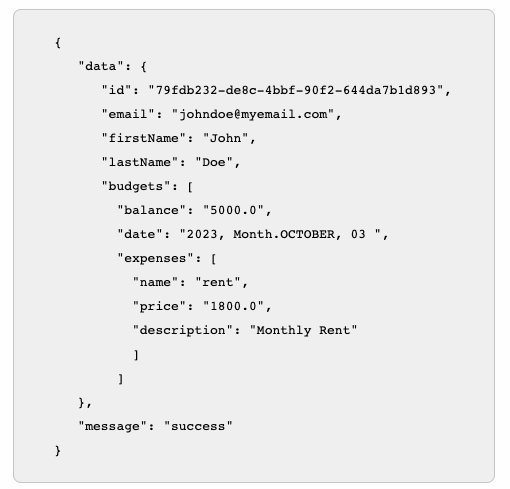 {
"data": {
"id": "79fdb232-de8c-4bbf-90f2-644da7b1d893",
"email": "johndoe@myemail.com",
"firstName": "John",
"lastName": "Doe",
"budgets": [
"balance": "5000.0",
"date": "2023, Month.OCTOBER, 03 ",
"expenses": [
"name": "rent",
"price": "1800.0",
"description": "Monthly Rent"
]
]
},
"message": "success"
}